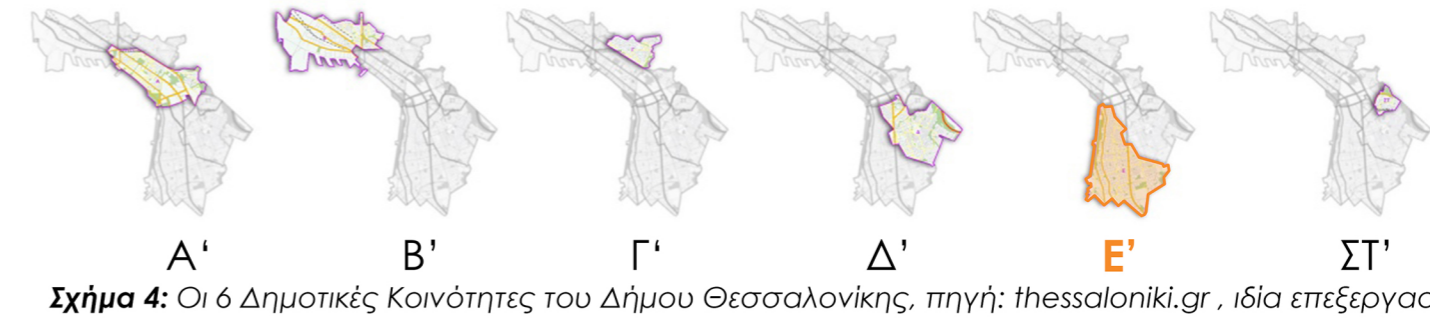 Α‘ Β’ Γ‘ Δ’ Ε’ ΣΤ’
Σχήμα 4: Οι 6 Δημοτικές Κοινότητες του Δήμου Θεσσαλονίκης, πηγή: thessaloniki.gr , ιδία